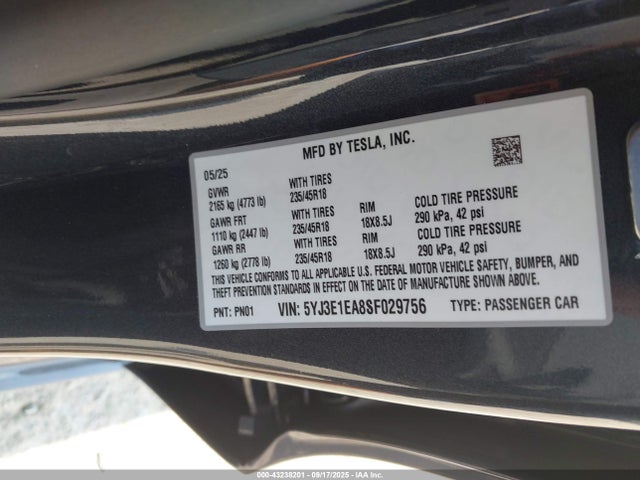 MFD BY TESLA, INC.
05/25
GVWR WITH TIRES
2165 kg (4773 lb) 235/45R18
GAWR FRT WITH TIRES RIM COLD TIRE PRESSURE
1110 kg (2447 lb) 235/45R18 18X8.5J 290 kPa, 42 psi
GAWR RR WITH TIRES RIM COLD TIRE PRESSURE
1260 kg (2778 lb) 235/45R18 18X8.5J 290 kPa, 42 psi
THIS VEHICLE CONFORMS TO ALL APPLICABLE U.S. FEDERAL MOTOR VEHICLE SAFETY, BUMPER, AND
THEFT PREVENTION STANDARDS IN EFFECT ON THE DATE OF MANUFACTURE SHOWN ABOVE.
PNT: PN01 VIN: 5YJ3E1EA8SF029756 TYPE: PASSENGER CAR
000-43238201 - 09/17/2025 - IAA Inc.